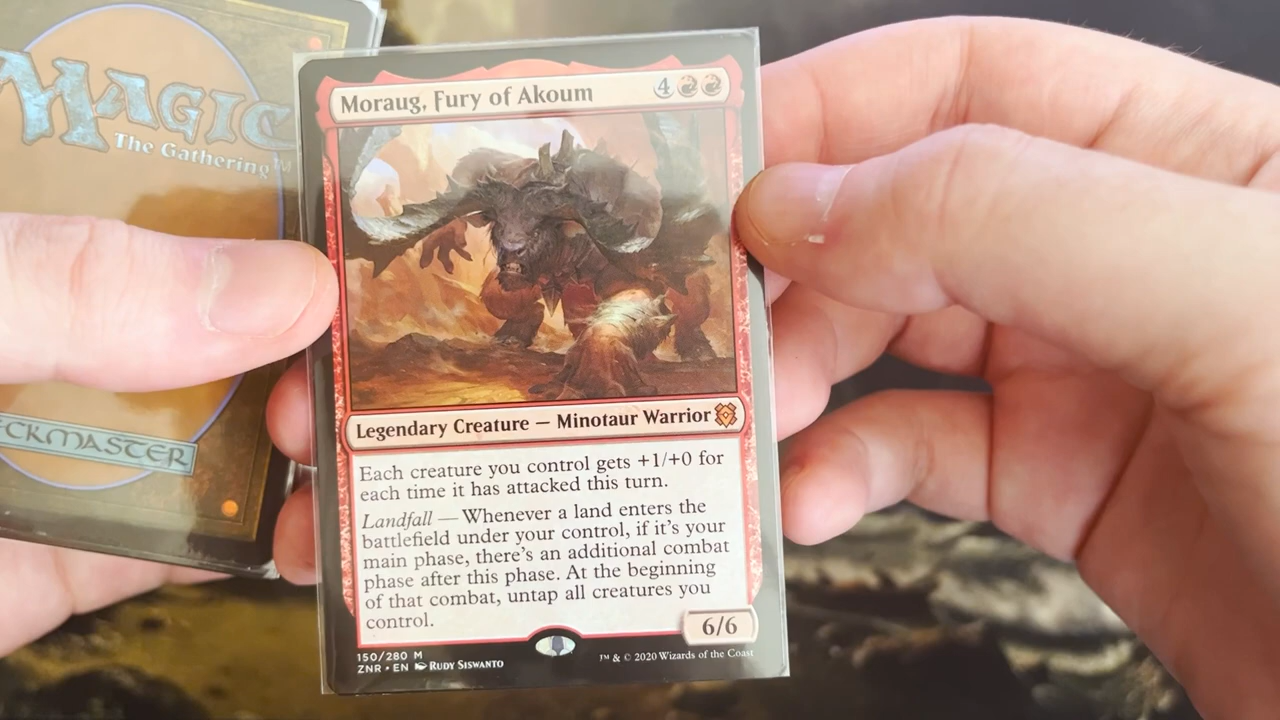 MAGIC
The Gathering™
ECKMASTER
Moraug, Fury of Akoum 4
Legendary Creature — Minotaur Warrior
Each creature you control gets +1/+0 for
each time it has attacked this turn.
Landfall — Whenever a land enters the
battlefield under your control, if it's your
main phase, there's an additional combat
phase after this phase. At the beginning
of that combat, untap all creatures you
control.
6/6
150/280 M
ZNR • EN Rudy Siswanto
™ & © 2020 Wizards of the Coast